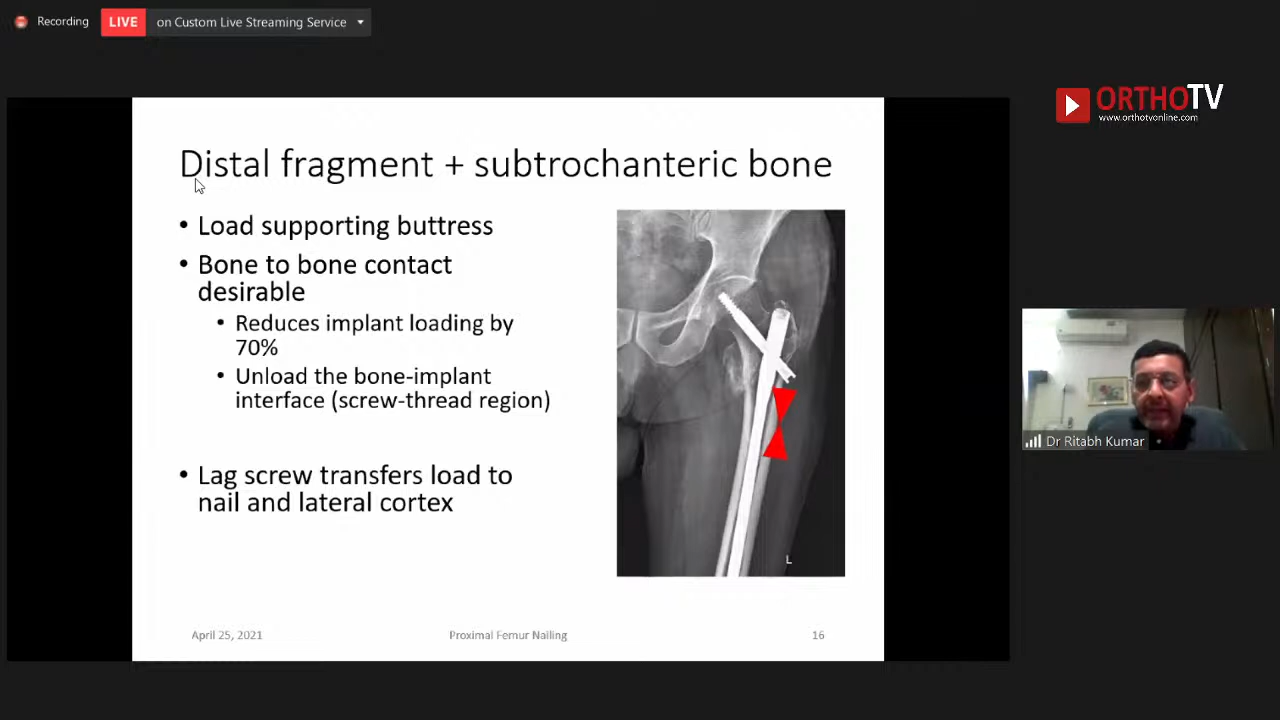 Recording
LIVE on Custom Live Streaming Service
ORTHOTV
www.orthotvonline.com
Distal fragment + subtrochanteric bone
• Load supporting buttress
• Bone to bone contact
desirable
• Reduces implant loading by
70%
• Unload the bone-implant
interface (screw-thread region)
• Lag screw transfers load to
nail and lateral cortex
L
April 25, 2021
Proximal Femur Nailing
16
Dr Ritabh Kumar